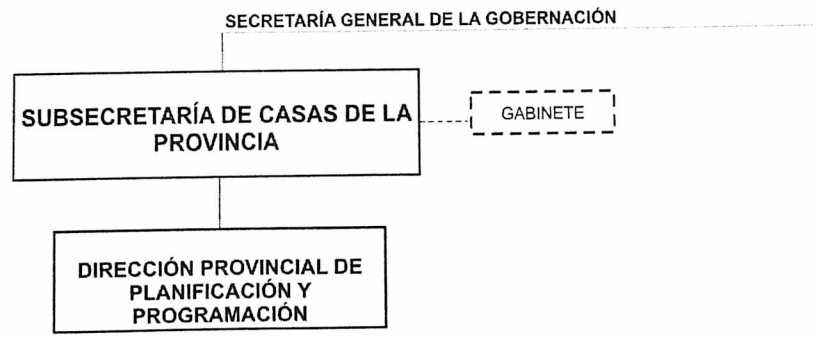 SECRETARÍA GENERAL DE LA GOBERNACIÓN
SUBSECRETARÍA DE CASAS DE LA
PROVINCIA
GABINETE
DIRECCIÓN PROVINCIAL DE
PLANIFICACIÓN Y
PROGRAMACIÓN